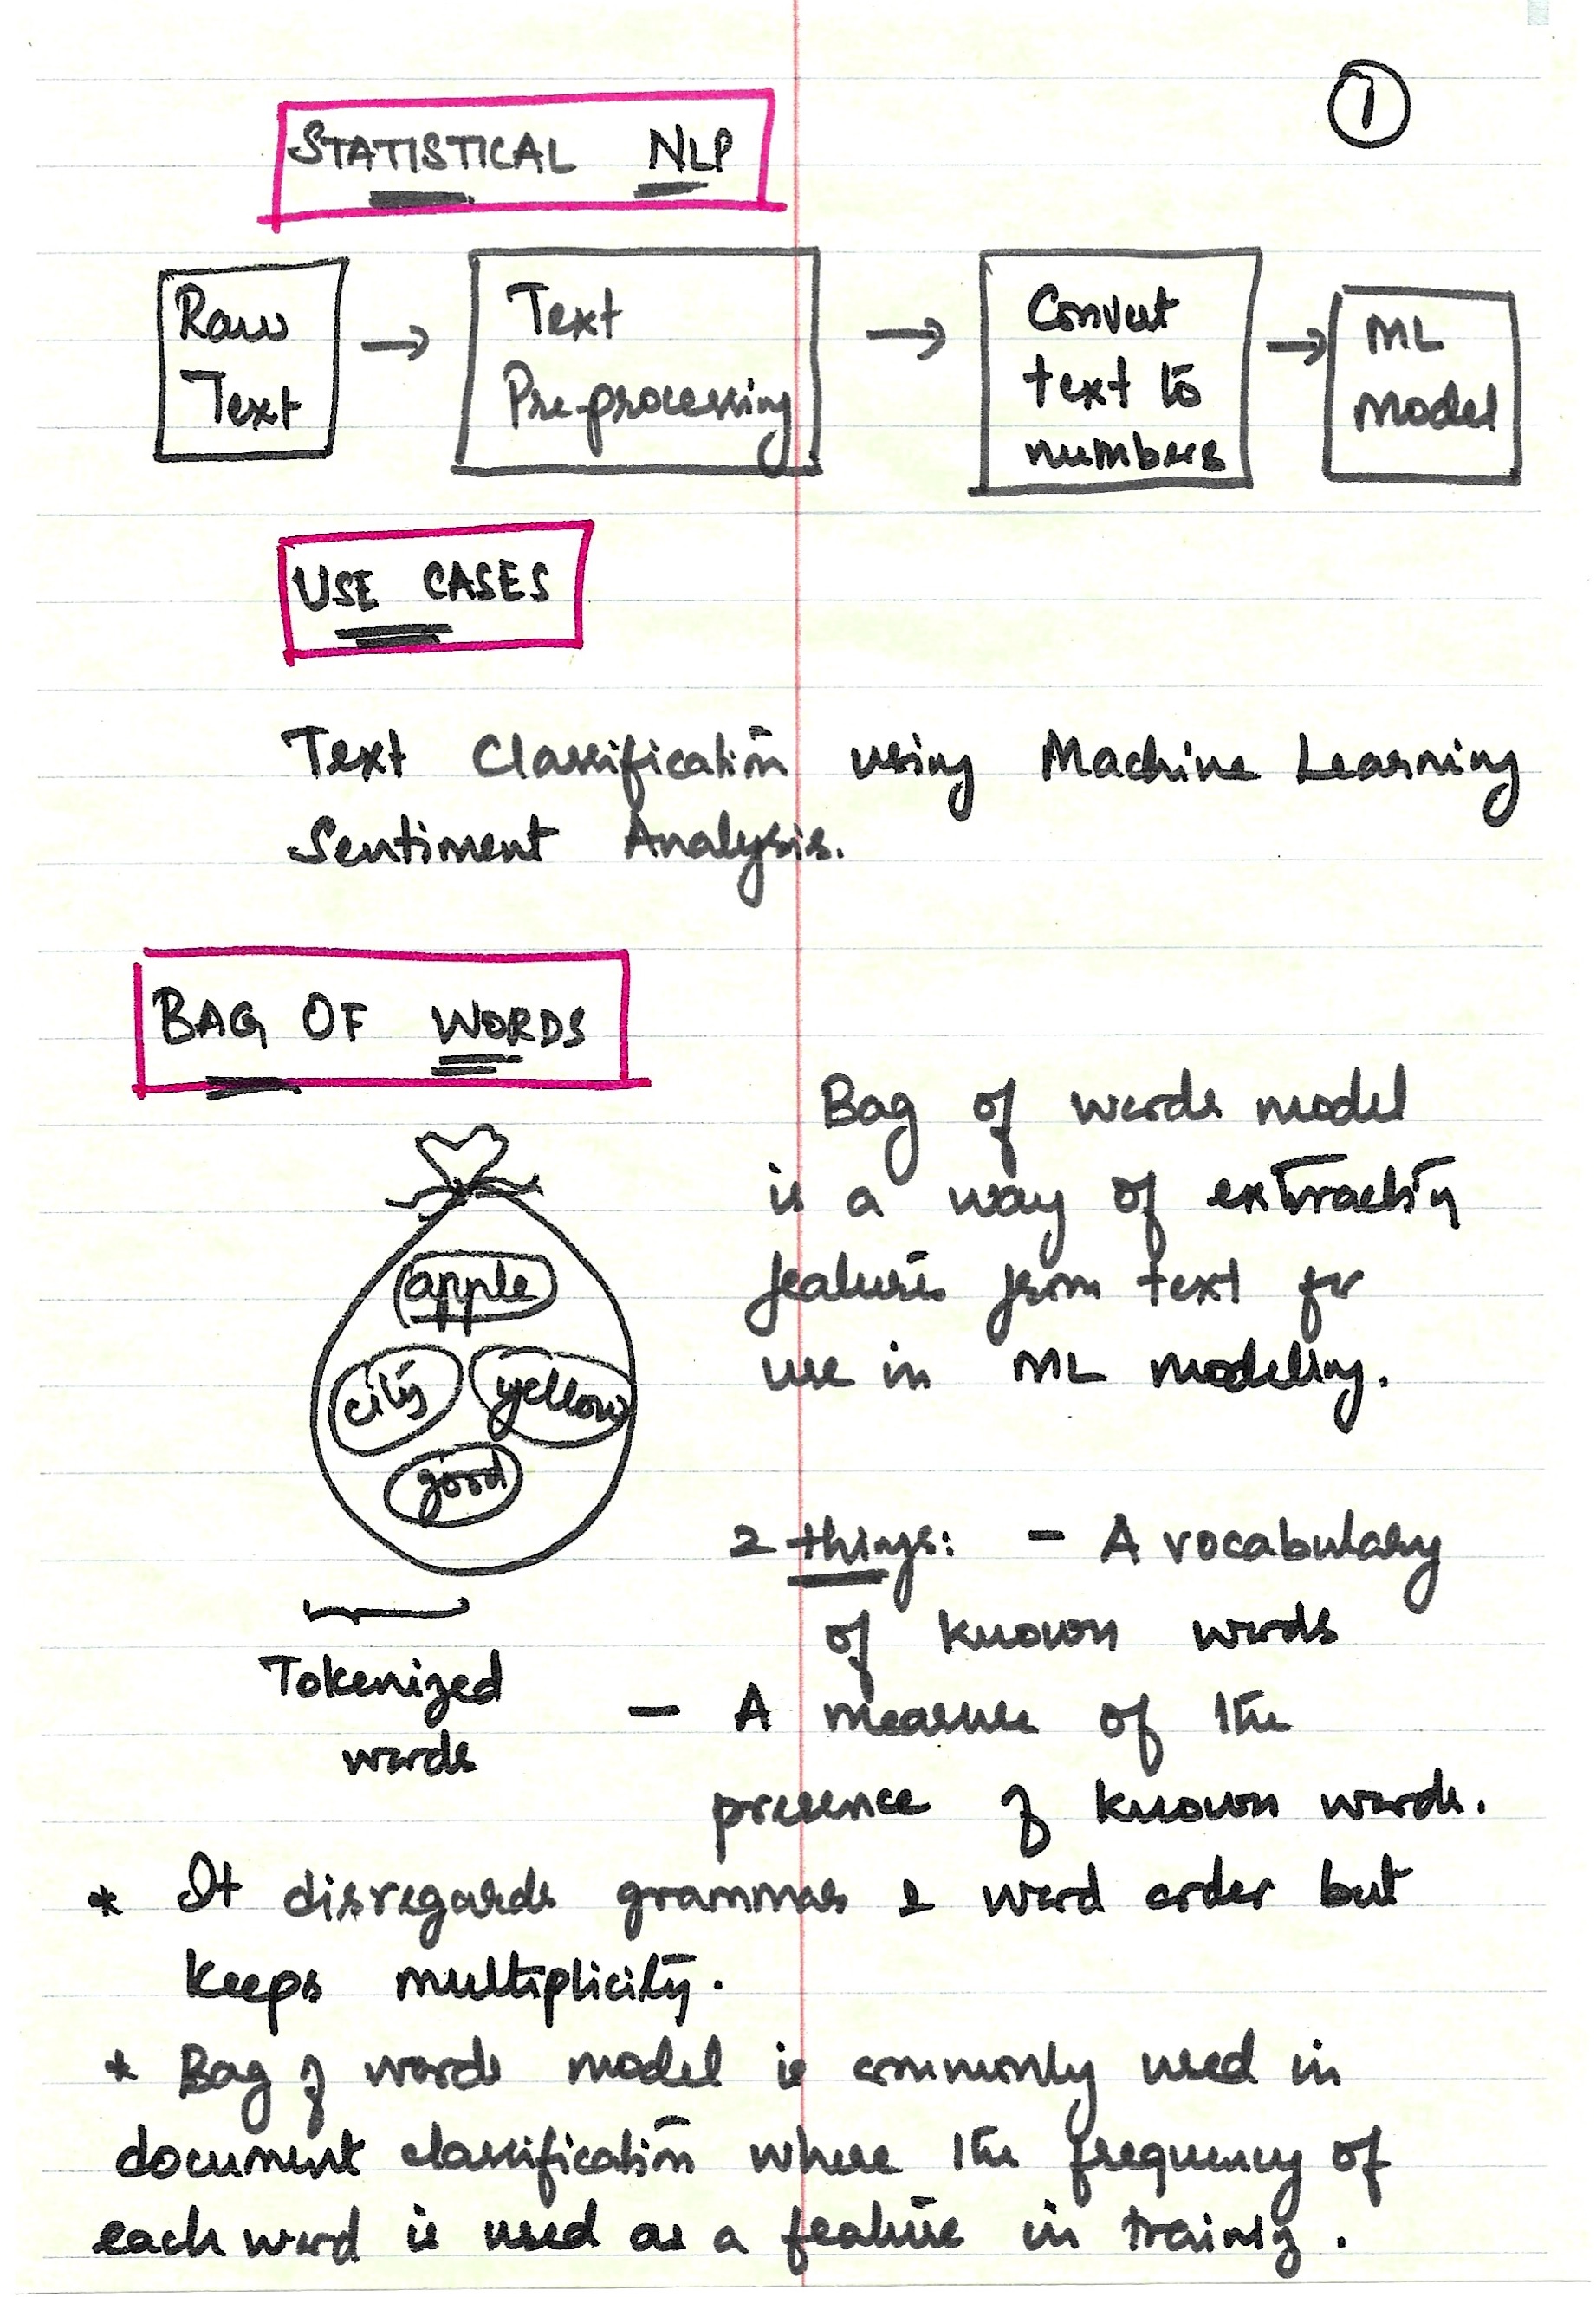 1
STATISTICAL NLP
Raw Text
Text Pre-processing
Convert text to numbers
ML Model
USE CASES
Text Classification using Machine Learning
Sentiment Analysis.
BAG OF WORDS
Bag of words model
is a way of extracting
features from text for
use in ML modeling.
apple
city yellow
good
Tokenized
words
2 things: - A vocabulary
of known words
- A measure of the
presence of known words.
* It disregards grammar & word order but
keeps multiplicity.
* Bag of words model is commonly used in
document classification where the frequency of
each word is used as a feature in training.